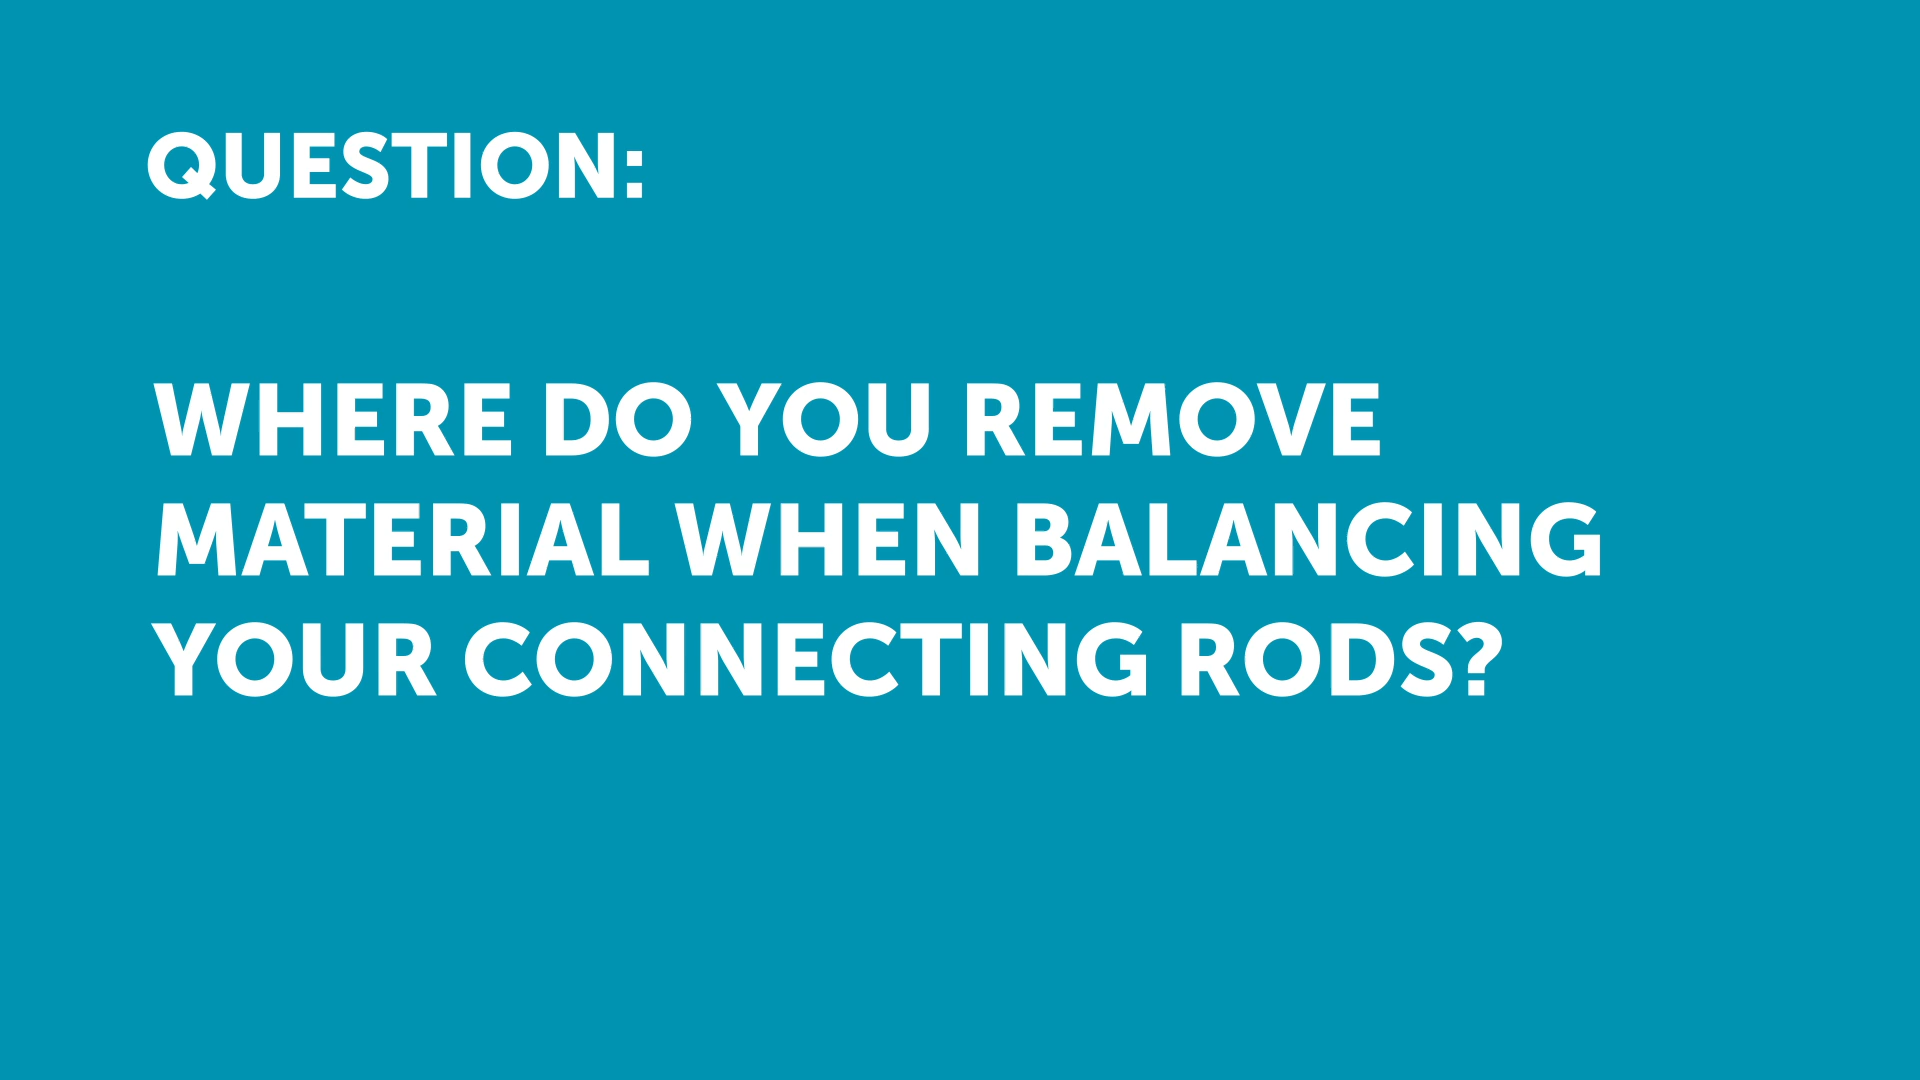 QUESTION:
WHERE DO YOU REMOVE
MATERIAL WHEN BALANCING
YOUR CONNECTING RODS?